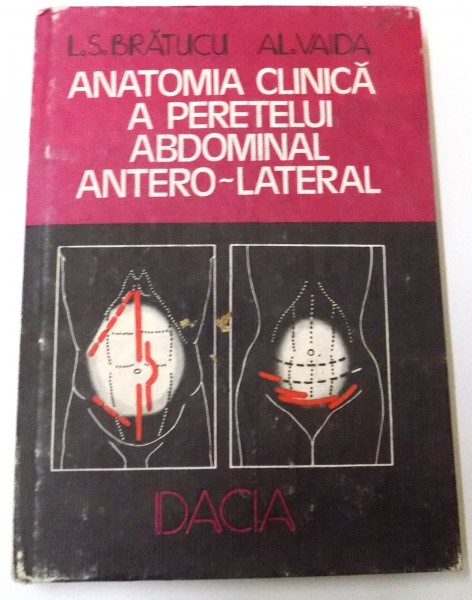 L.S. BRĂTUCU AL. VAIDA
ANATOMIA CLINICĂ
A PERETELUI
ABDOMINAL
ANTERO~LATERAL
DACIA